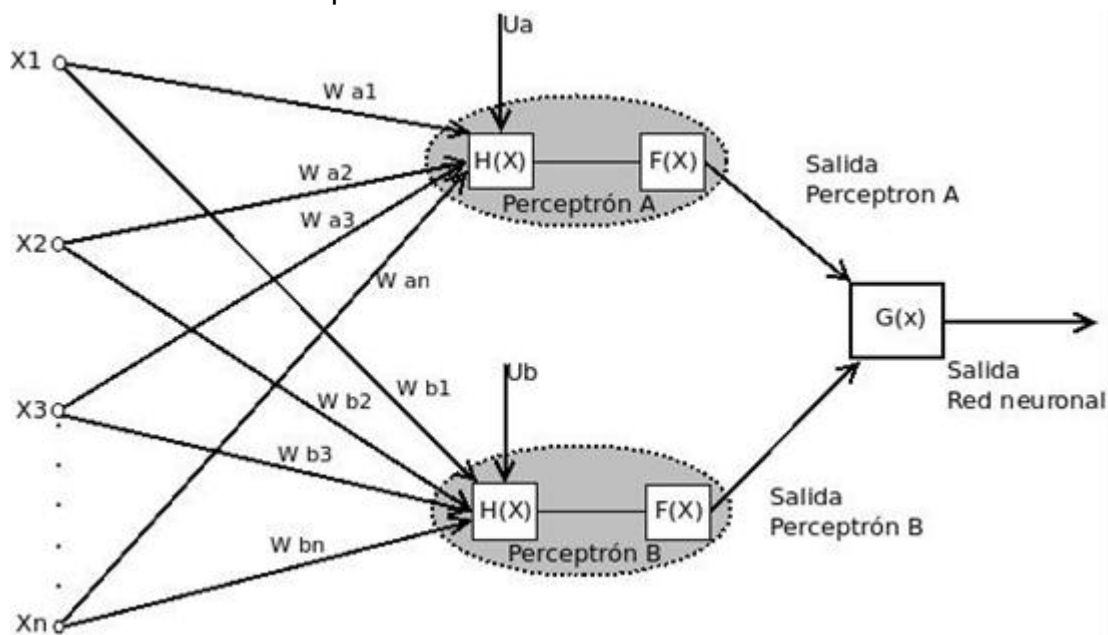 Ua
X1
W a1
H(X)
F(X)
Perceptrón A
Salida
Perceptron A
W a2
W a3
X2
W an
G(x)
Salida
Red neuronal
Ub
W b1
W b2
X3
W b3
H(X)
F(X)
Perceptrón B
Salida
Perceptrón B
W bn
Xn